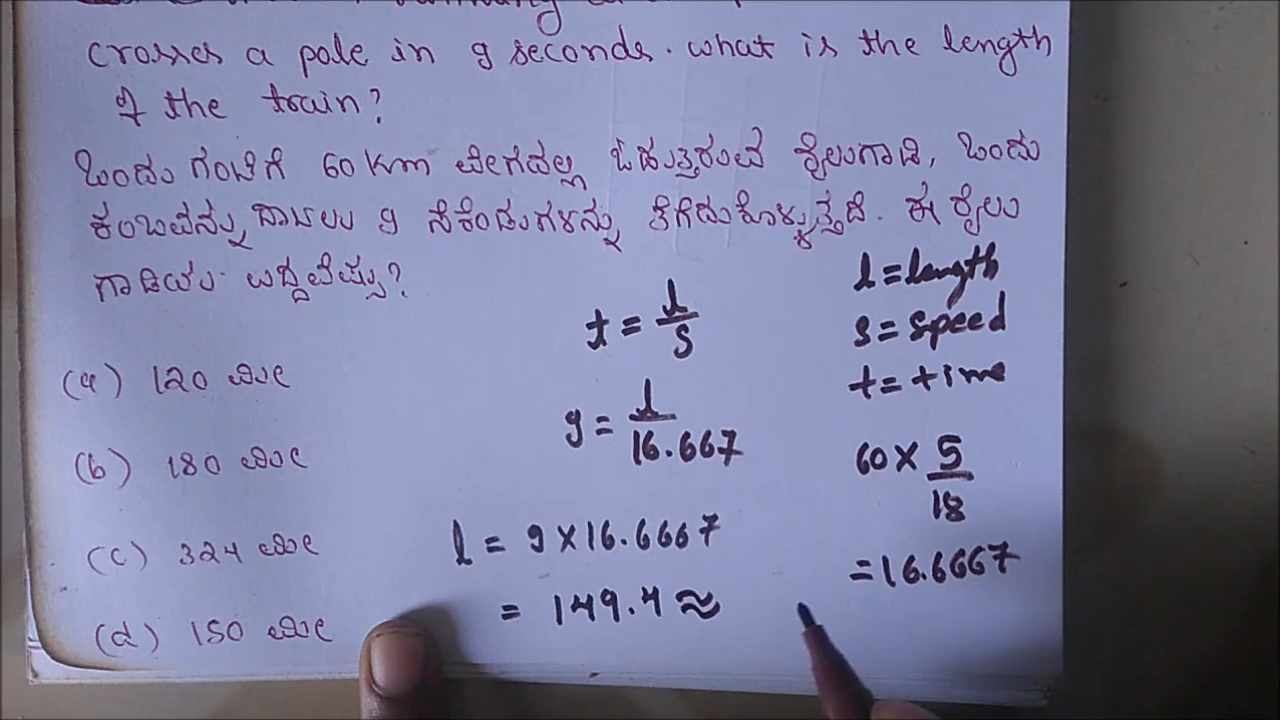 running
crosses a pole in 9 seconds. what is the length
of the train?
ಒಂದು ಗಂಟೆಗೆ 60 Km ವೇಗದಲ್ಲಿ ಓಡುತ್ತಿರುವ ರೈಲುಗಾಡಿ, ಒಂದು
ಕಂಬವನ್ನು ದಾಟಲು 9 ಸೆಕೆಂಡುಗಳನ್ನು ತೆಗೆದುಕೊಳ್ಳುತ್ತದೆ. ಈ ರೈಲು
ಗಾಡಿಯ ಉದ್ದವೆಷ್ಟು?
(a) 120 ಮೀ
(b) 180 ಮೀ
(c) 324 ಮೀ
(d) 150 ಮೀ
t = l/s
9 = l/16.667
l = 9 × 16.6667
= 149.4 ≈
l = length
s = speed
t = time
60 × 5/18
= 16.6667